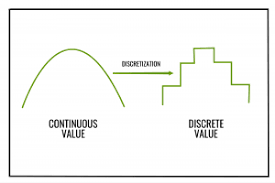 DISCRETIZATION
CONTINUOUS
VALUE
DISCRETE
VALUE